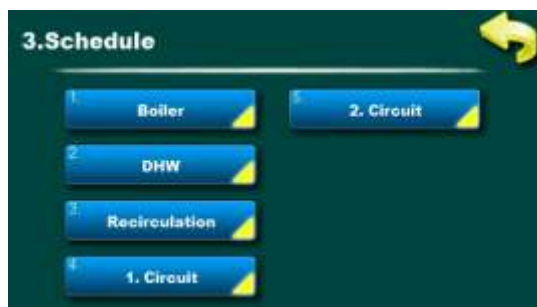 3.Schedule
1.
Boiler
2.
DHW
3.
Recirculation
4.
1. Circuit
5.
2. Circuit